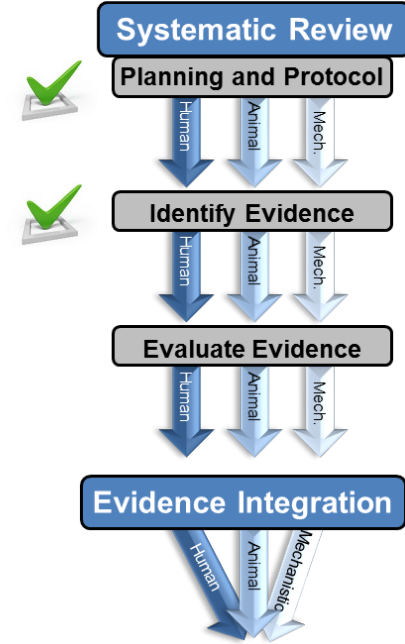 Systematic Review
Planning and Protocol
Human
Animal
Mech.
Identify Evidence
Human
Animal
Mech.
Evaluate Evidence
Human
Animal
Mech.
Evidence Integration
Human
Animal
Mechanistic